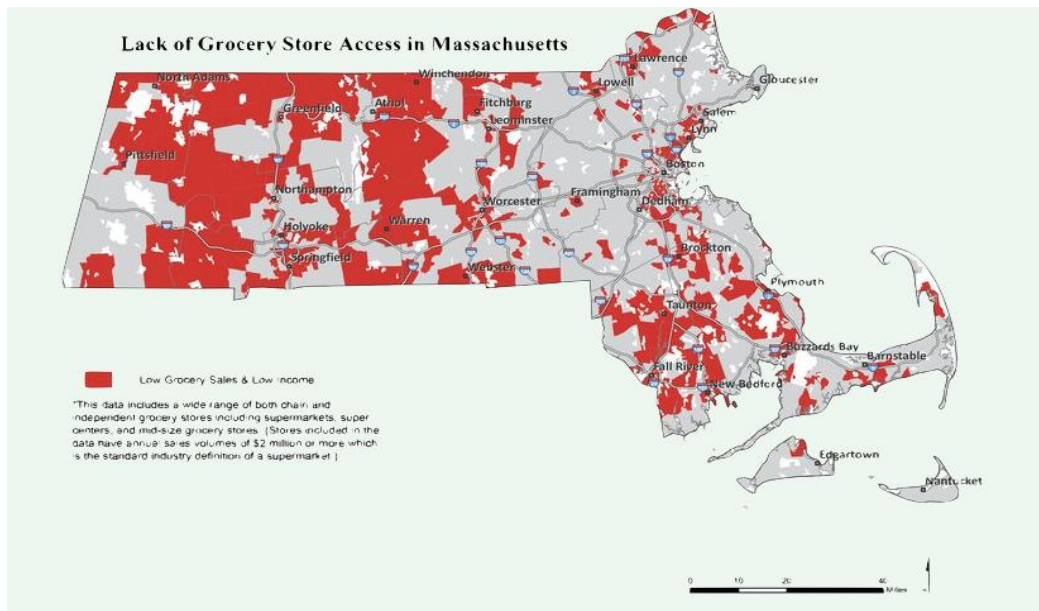 Lack of Grocery Store Access in Massachusetts
North Adams
Winchendon
Lawrence
Lowell
Gloucester
Greenfield
Athol
Fitchburg
Leominster
Salem
Lynn
Pittsfield
Boston
Northampton
Framingham
Worcester
Dedham
Holyoke
Warren
Brockton
Springfield
Webster
Plymouth
Taunton
Buzzards Bay
Barnstable
Fall River
New Bedford
Edgartown
Nantucket
Low Grocery Sales & Low Income
"This data includes a wide range of both chain and
independent grocery stores including supermarkets, super
centers, and mid-size grocery stores. (Stores included in the
data have annual sales volumes of $2 million or more which
is the standard industry definition of a supermarket.)
0 10 20 40
Miles